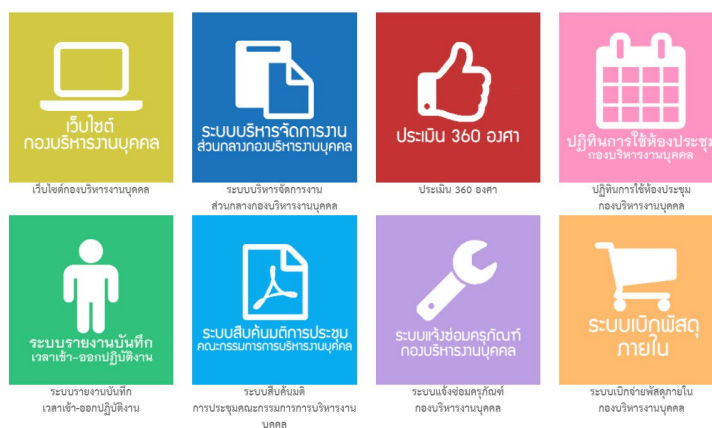 เว็บไซต์
กองบริหารงานบุคคล
เว็บไซต์กองบริหารงานบุคคล
ระบบบริหารจัดการงาน
ส่วนกลางกองบริหารงานบุคคล
ระบบบริหารจัดการงาน
ส่วนกลางกองบริหารงานบุคคล
ประเมิน 360 องศา
ประเมิน 360 องศา
ปฏิทินการใช้ห้องประชุม
กองบริหารงานบุคคล
ปฏิทินการใช้ห้องประชุม
กองบริหารงานบุคคล
ระบบรายงานบันทึก
เวลาเข้า-ออกปฏิบัติงาน
ระบบรายงานบันทึก
เวลาเข้า-ออกปฏิบัติงาน
ระบบสืบค้นมติการประชุม
คณะกรรมการการบริหารงานบุคคล
ระบบสืบค้นมติ
การประชุมคณะกรรมการการบริหารงาน
บุคคล
ระบบแจ้งซ่อมครุภัณฑ์
กองบริหารงานบุคคล
ระบบแจ้งซ่อมครุภัณฑ์
กองบริหารงานบุคคล
ระบบเบิกพัสดุ
ภายใน
ระบบเบิกจ่ายพัสดุภายใน
กองบริหารงานบุคคล